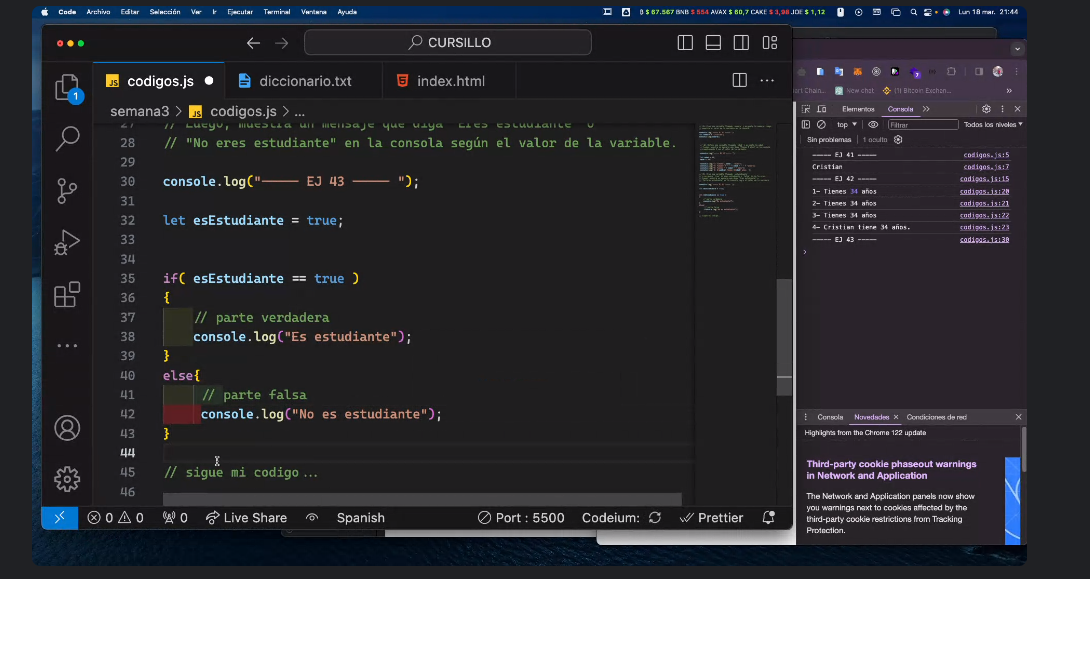 Code Archivo Editar Selección Ver Ir Ejecutar Terminal Ventana Ayuda
₿ $ 67.567 BNB $ 554 AVAX $ 60,7 CAKE $ 3,96 JOE $ 1,12
Lun 18 mar. 21:44
CURSILLO
JS codigos.js
diccionario.txt
index.html
semana3 > JS codigos.js > ...
27 // Luego, muestra un mensaje que diga "Eres estudiante" o
28 // "No eres estudiante" en la consola según el valor de la variable.
29
30 console.log("————— EJ 43 ————— ");
31
32 let esEstudiante = true;
33
34
35 if( esEstudiante == true )
36 {
37 // parte verdadera
38 console.log("Es estudiante");
39 }
40 else{
41 // parte falsa
42 console.log("No es estudiante");
43 }
44
45 // sigue mi codigo...
46
1
0 0 0 Live Share Spanish Port : 5500 Codeium: Prettier
New chat (1) Bitcoin Exchan...
Elementos Consola
top Filtrar Todos los niveles
Sin problemas 1 oculto
————— EJ 41 ————— codigos.js:5
Cristian codigos.js:7
————— EJ 42 ————— codigos.js:15
1- Tienes 34 años codigos.js:20
2- Tienes 34 años codigos.js:21
3- Tienes 34 años codigos.js:22
4- Cristian tiene 34 años. codigos.js:23
————— EJ 43 ————— codigos.js:30
Consola Novedades Condiciones de red
Highlights from the Chrome 122 update
Third-party cookie phaseout warnings
in Network and Application
The Network and Application panels now show
you warnings next to cookies affected by the
third-party cookie restrictions from Tracking
Protection.